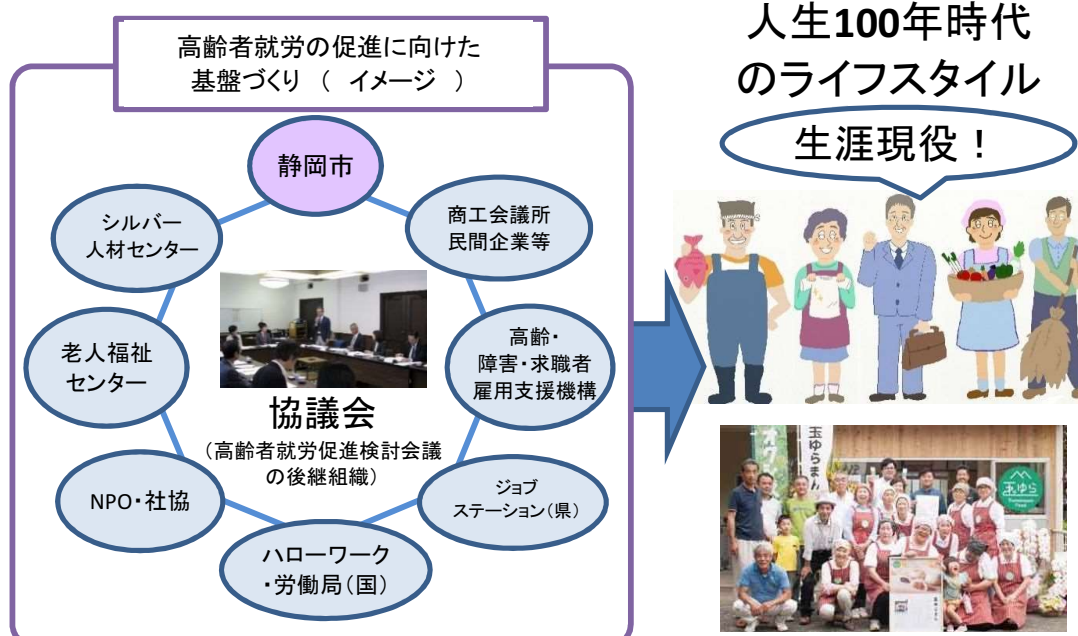 高齢者就労の促進に向けた
基盤づくり （ イメージ ）
静岡市
シルバー
人材センター
商工会議所
民間企業等
老人福祉
センター
高齢・
障害・求職者
雇用支援機構
協議会
（高齢者就労促進検討会議
の後継組織）
NPO・社協
ジョブ
ステーション（県）
ハローワーク
・労働局（国）
人生100年時代
のライフスタイル
生涯現役！
玉ゆらまん